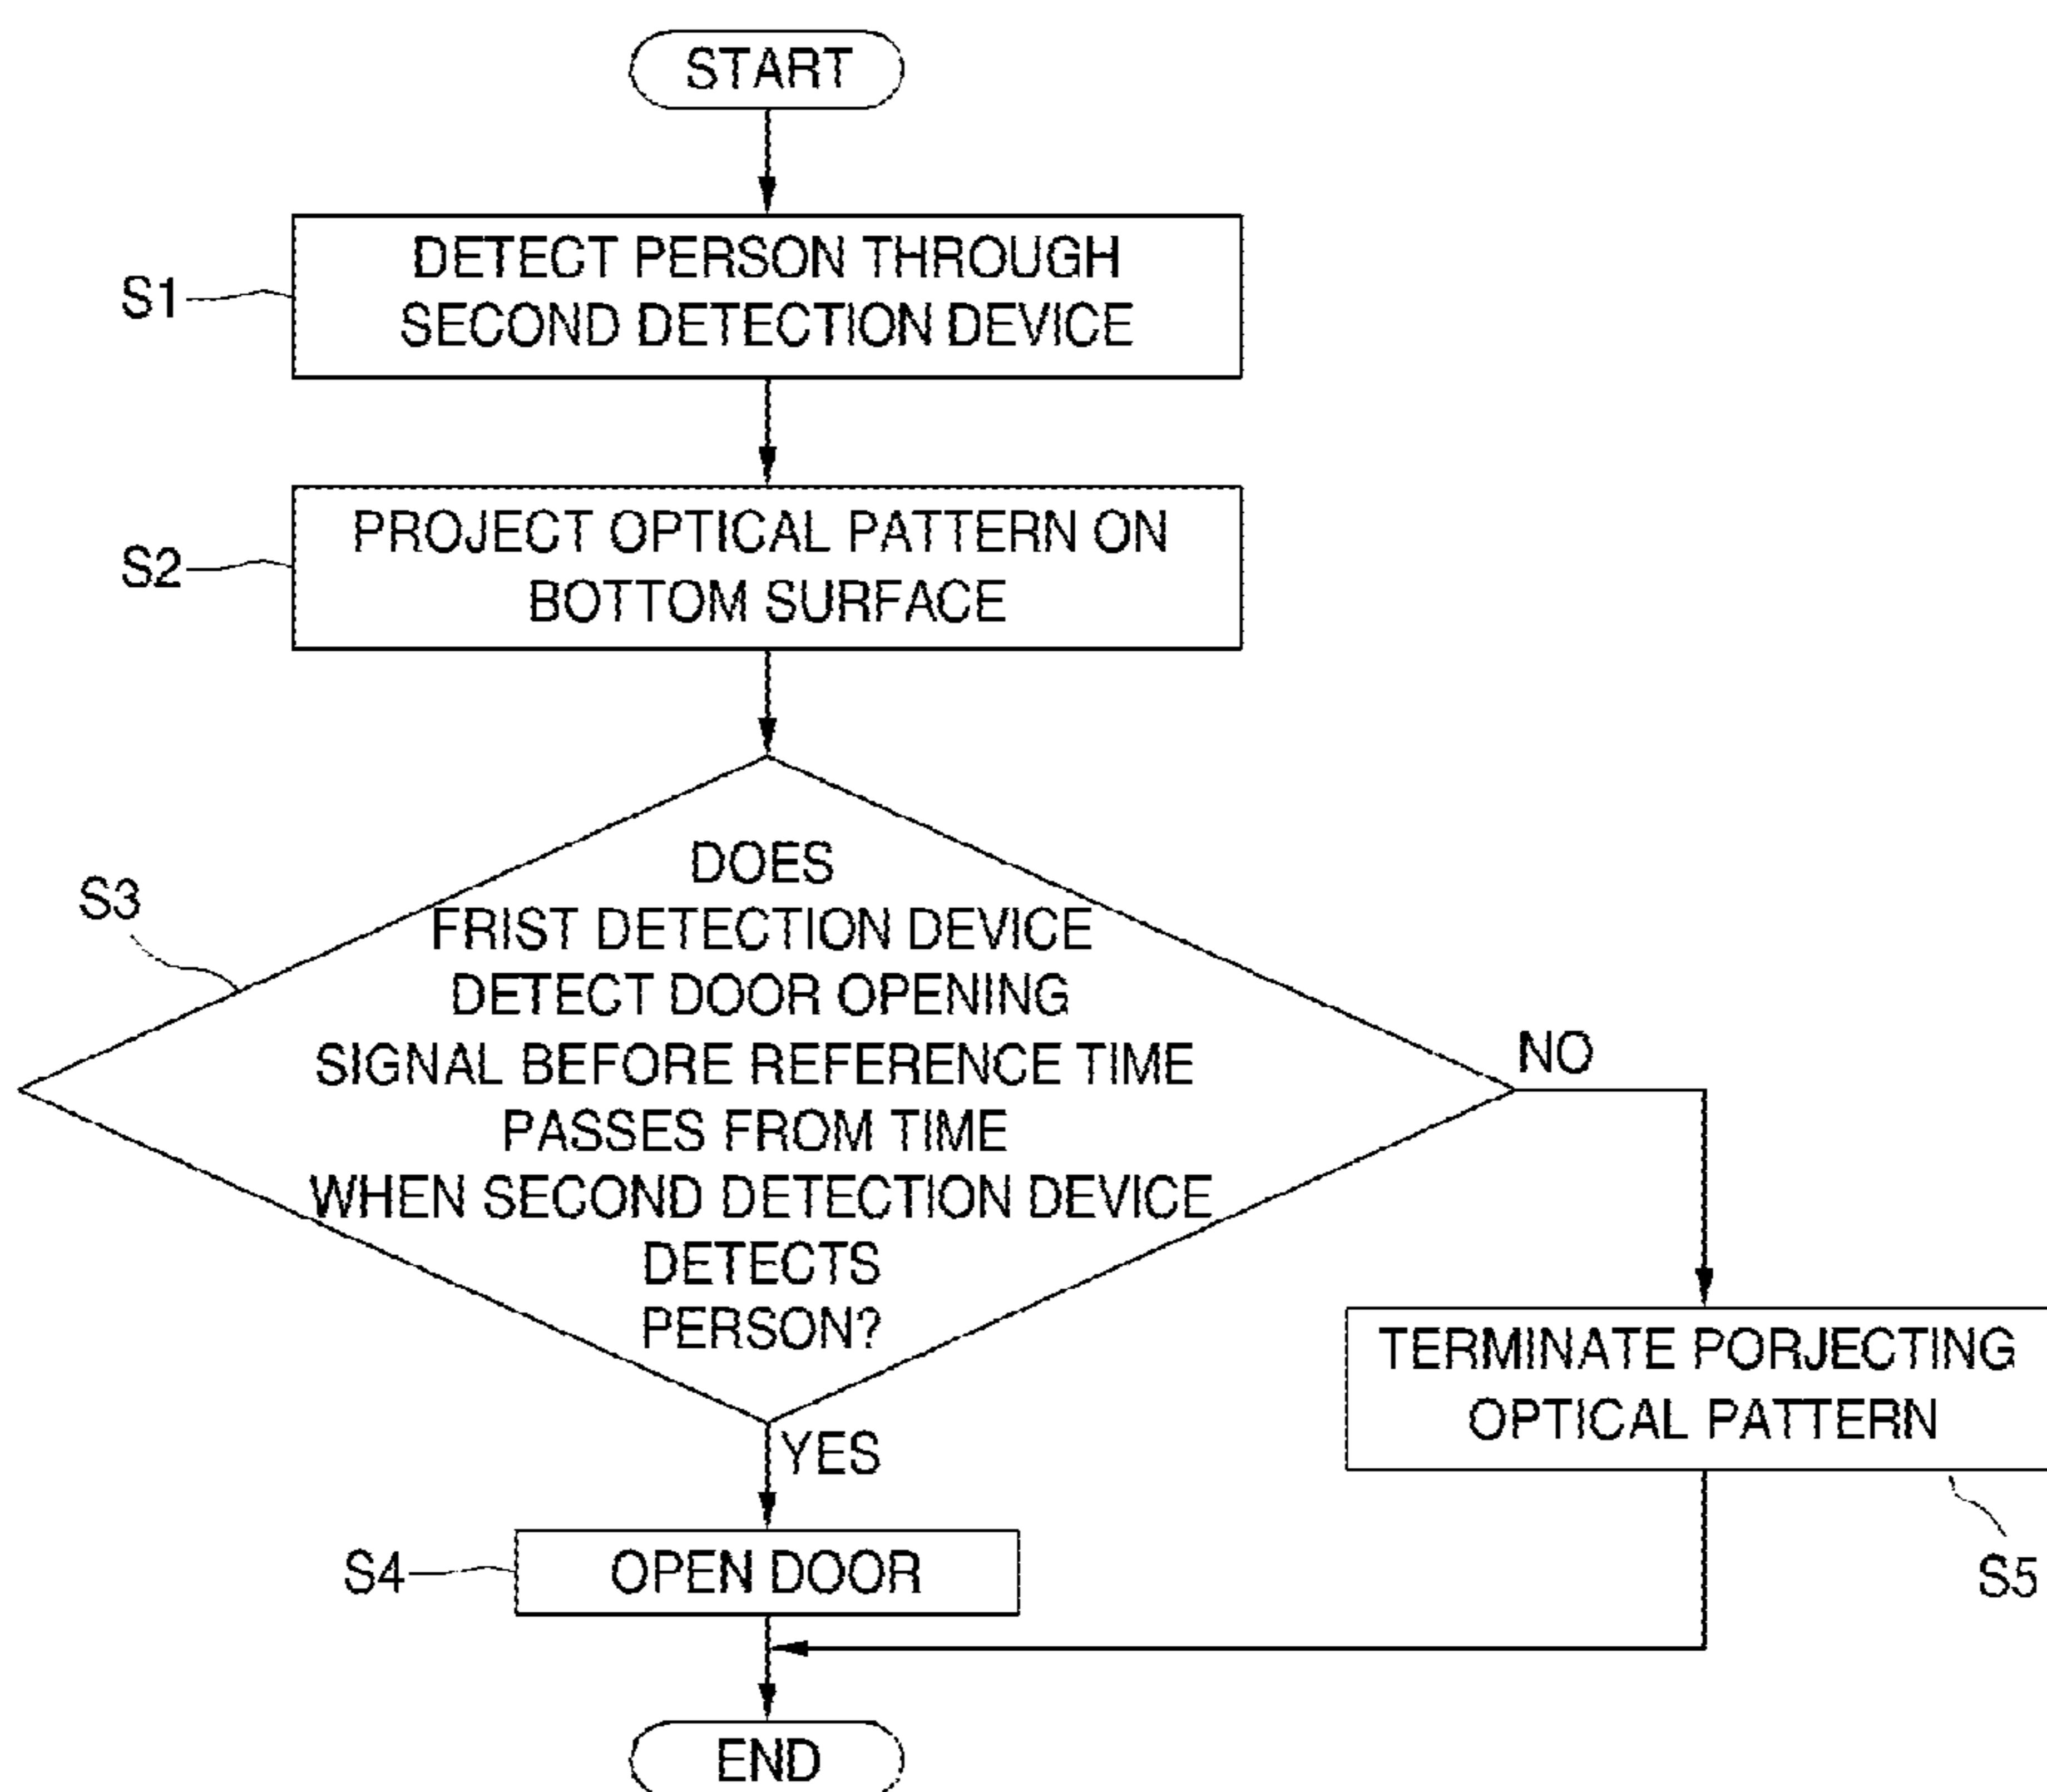 START
S1
DETECT PERSON THROUGH
SECOND DETECTION DEVICE
S2
PROJECT OPTICAL PATTERN ON
BOTTOM SURFACE
S3
DOES
FRIST DETECTION DEVICE
DETECT DOOR OPENING
SIGNAL BEFORE REFERENCE TIME
PASSES FROM TIME
WHEN SECOND DETECTION DEVICE
DETECTS
PERSON?
NO
TERMINATE PORJECTING
OPTICAL PATTERN
S5
YES
S4
OPEN DOOR
END